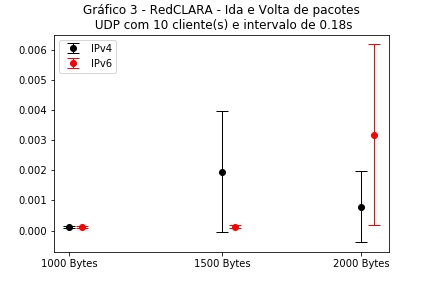 Gráfico 3 - RedCLARA - Ida e Volta de pacotes
UDP com 10 cliente(s) e intervalo de 0.18s
IPv4
IPv6
0.006
0.005
0.004
0.003
0.002
0.001
0.000
1000 Bytes
1500 Bytes
2000 Bytes